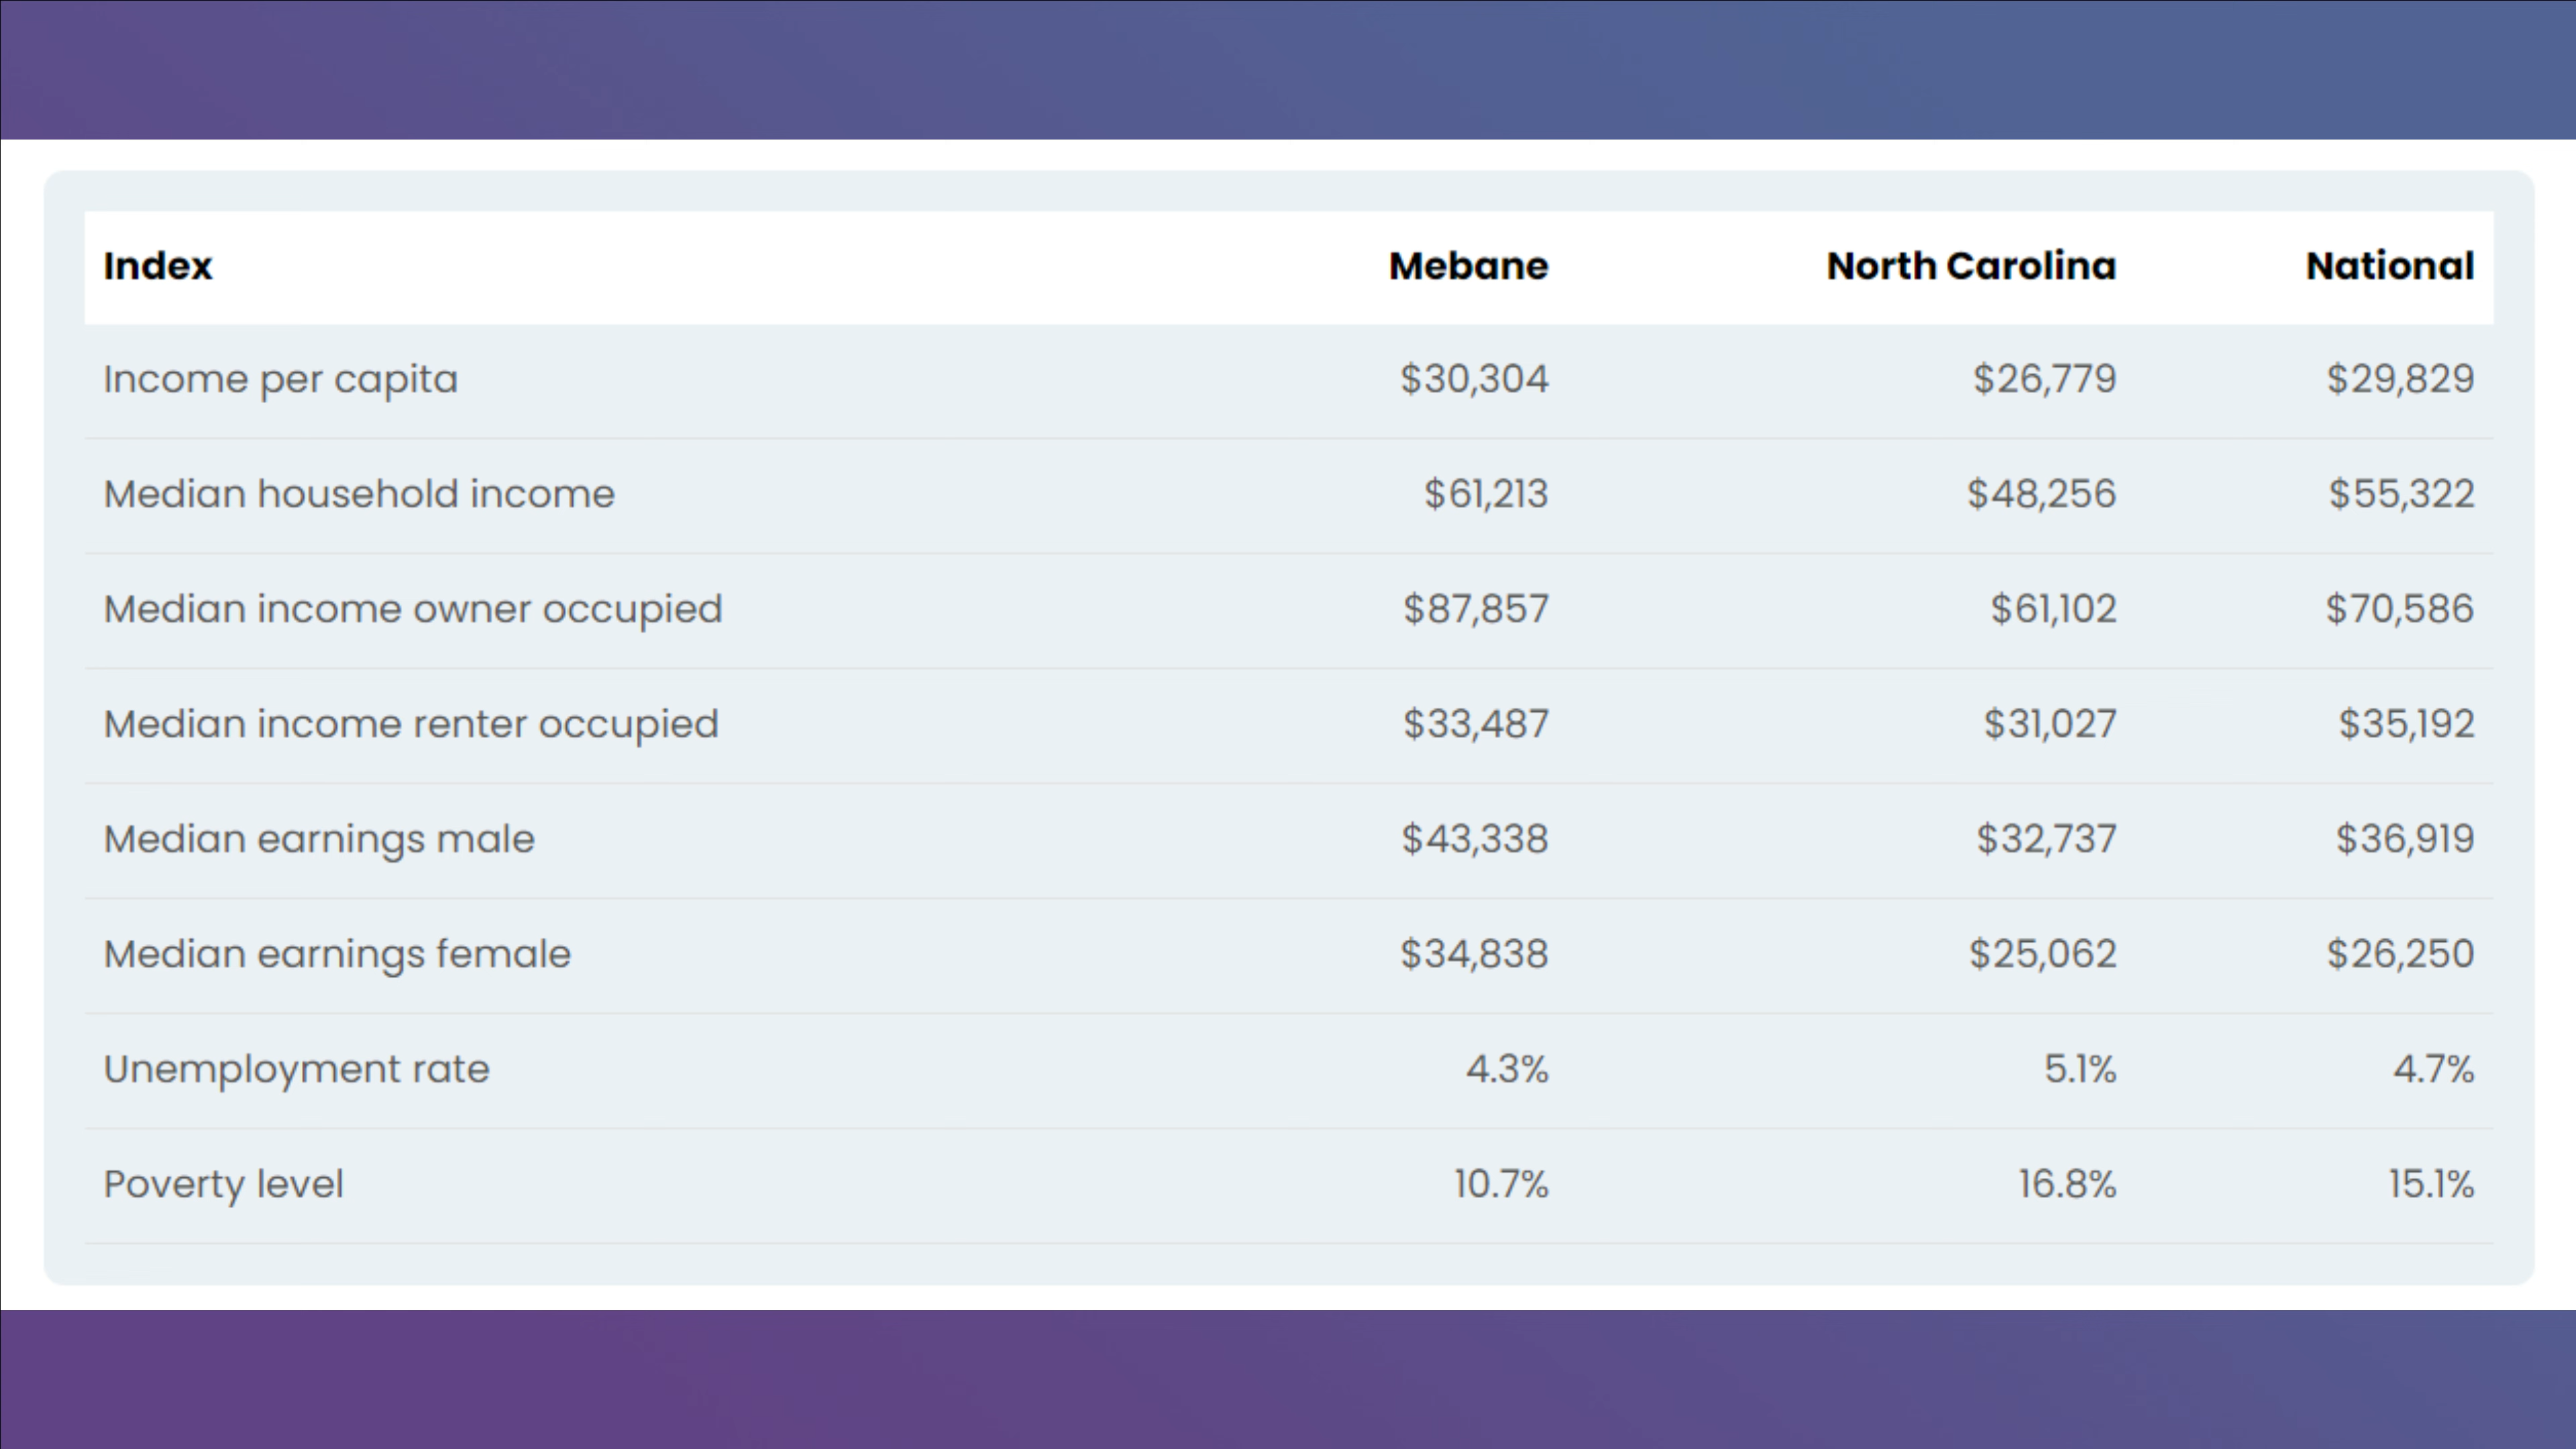 Index Mebane North Carolina National
Income per capita $30,304 $26,779 $29,829
Median household income $61,213 $48,256 $55,322
Median income owner occupied $87,857 $61,102 $70,586
Median income renter occupied $33,487 $31,027 $35,192
Median earnings male $43,338 $32,737 $36,919
Median earnings female $34,838 $25,062 $26,250
Unemployment rate 4.3% 5.1% 4.7%
Poverty level 10.7% 16.8% 15.1%